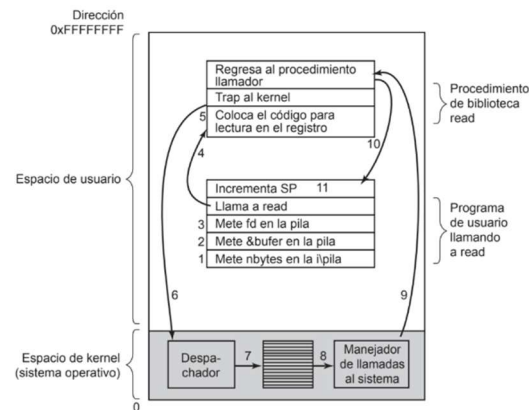 Dirección
0xFFFFFFFF
Regresa al procedimiento
llamador
Trap al kernel
5 Coloca el código para
lectura en el registro
4
10
Procedimiento
de biblioteca
read
Espacio de usuario
Incrementa SP 11
Llama a read
3 Mete fd en la pila
2 Mete &bufer en la pila
1 Mete nbytes en la i\pila
Programa
de usuario
llamando
a read
6
9
Espacio de kernel
(sistema operativo)
Despa-
chador
7
8
Manejador
de llamadas
al sistema
0